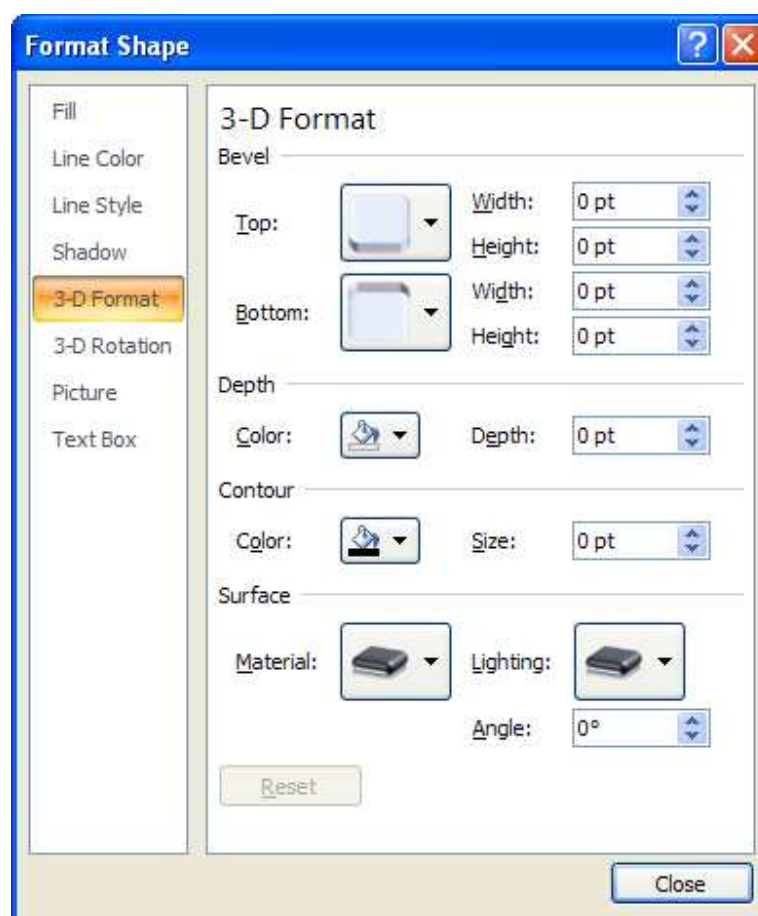 Format Shape
?
Fill
Line Color
Line Style
Shadow
3-D Format
3-D Rotation
Picture
Text Box
3-D Format
Bevel
Top:
Width: 0 pt
Height: 0 pt
Bottom:
Width: 0 pt
Height: 0 pt
Depth
Color:
Depth: 0 pt
Contour
Color:
Size: 0 pt
Surface
Material:
Lighting:
Angle: 0°
Reset
Close